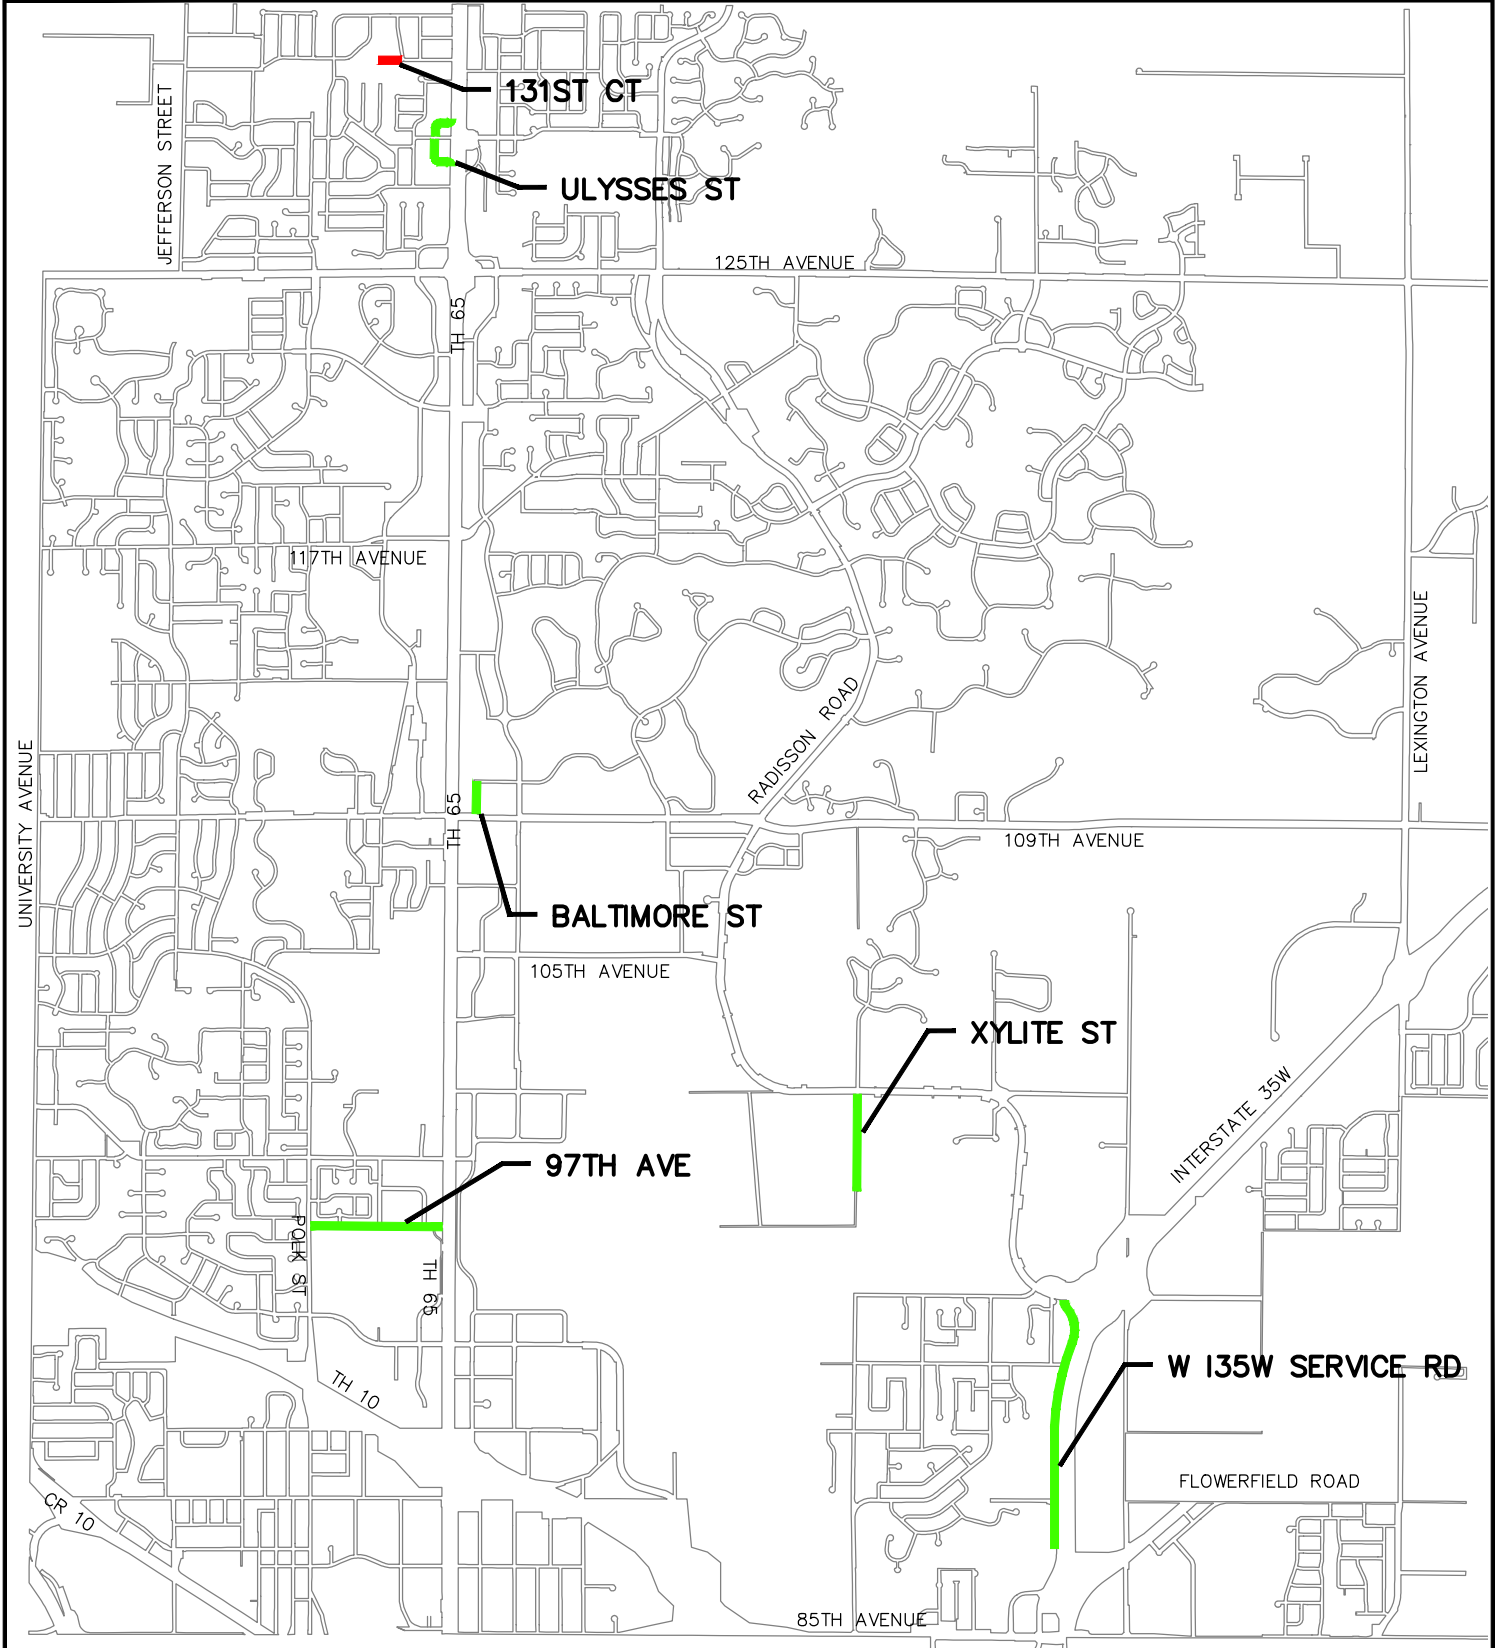 131ST CT
JEFFERSON STREET
ULYSSES ST
125TH AVENUE
TH 65
117TH AVENUE
LEXINGTON AVENUE
RADISSON ROAD
UNIVERSITY AVENUE
TH 65
109TH AVENUE
BALTIMORE ST
105TH AVENUE
XYLITE ST
INTERSTATE 35W
97TH AVE
POLK ST
TH 65
W I35W SERVICE RD
TH 10
FLOWERFIELD ROAD
CR 10
85TH AVENUE